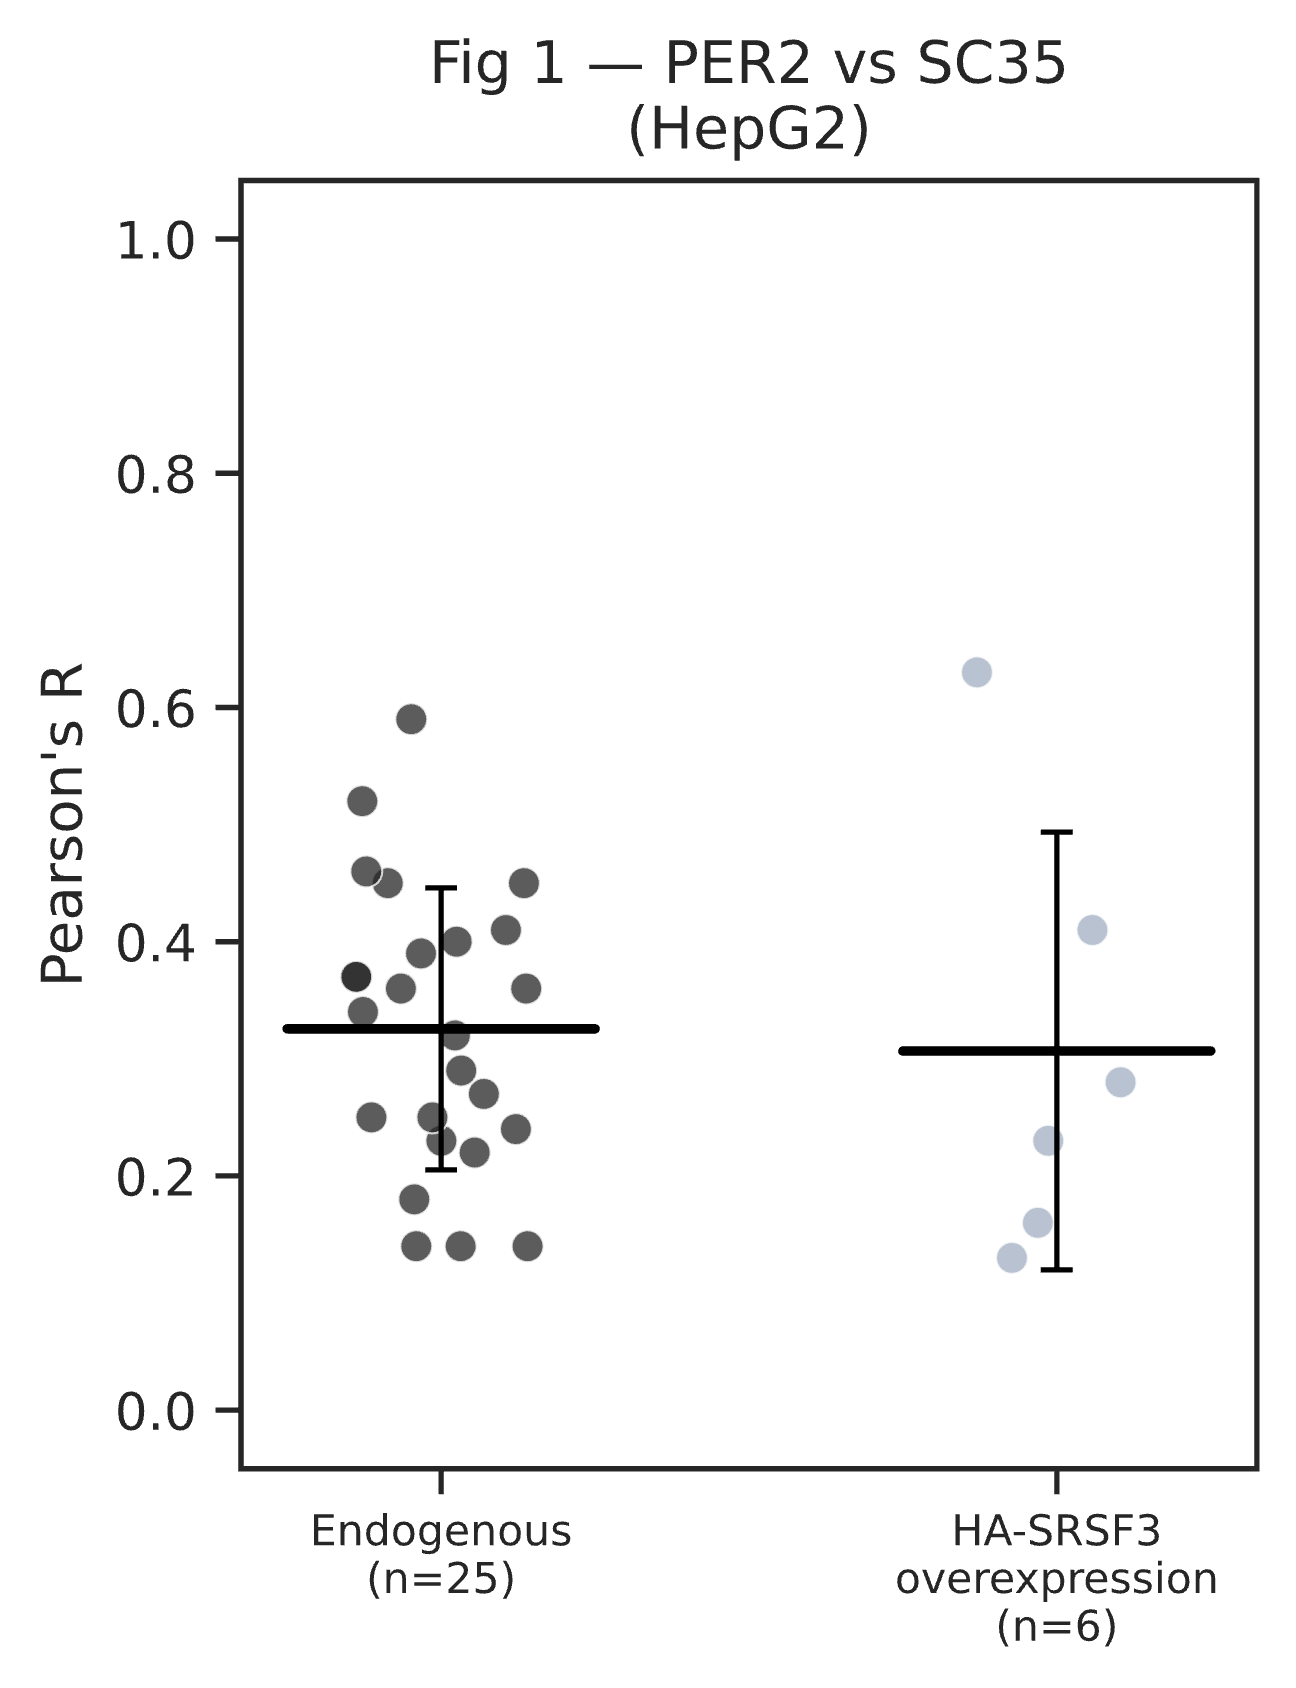 Fig 1 — PER2 vs SC35
(HepG2)
Pearson's R
1.0
0.8
0.6
0.4
0.2
0.0
Endogenous
(n=25)
HA-SRSF3
overexpression
(n=6)